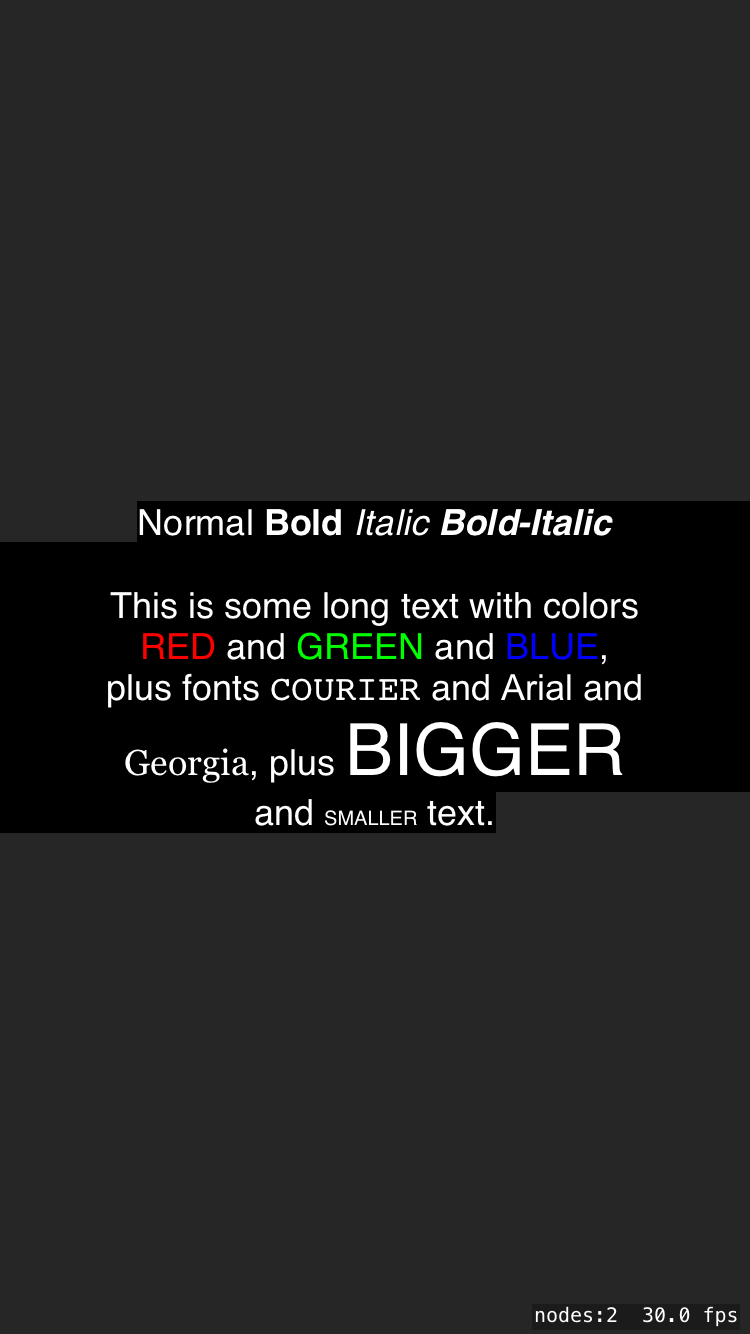 Normal Bold Italic Bold-Italic
This is some long text with colors
RED and GREEN and BLUE,
plus fonts COURIER and Arial and
Georgia, plus BIGGER
and SMALLER text.
nodes:2  30.0 fps